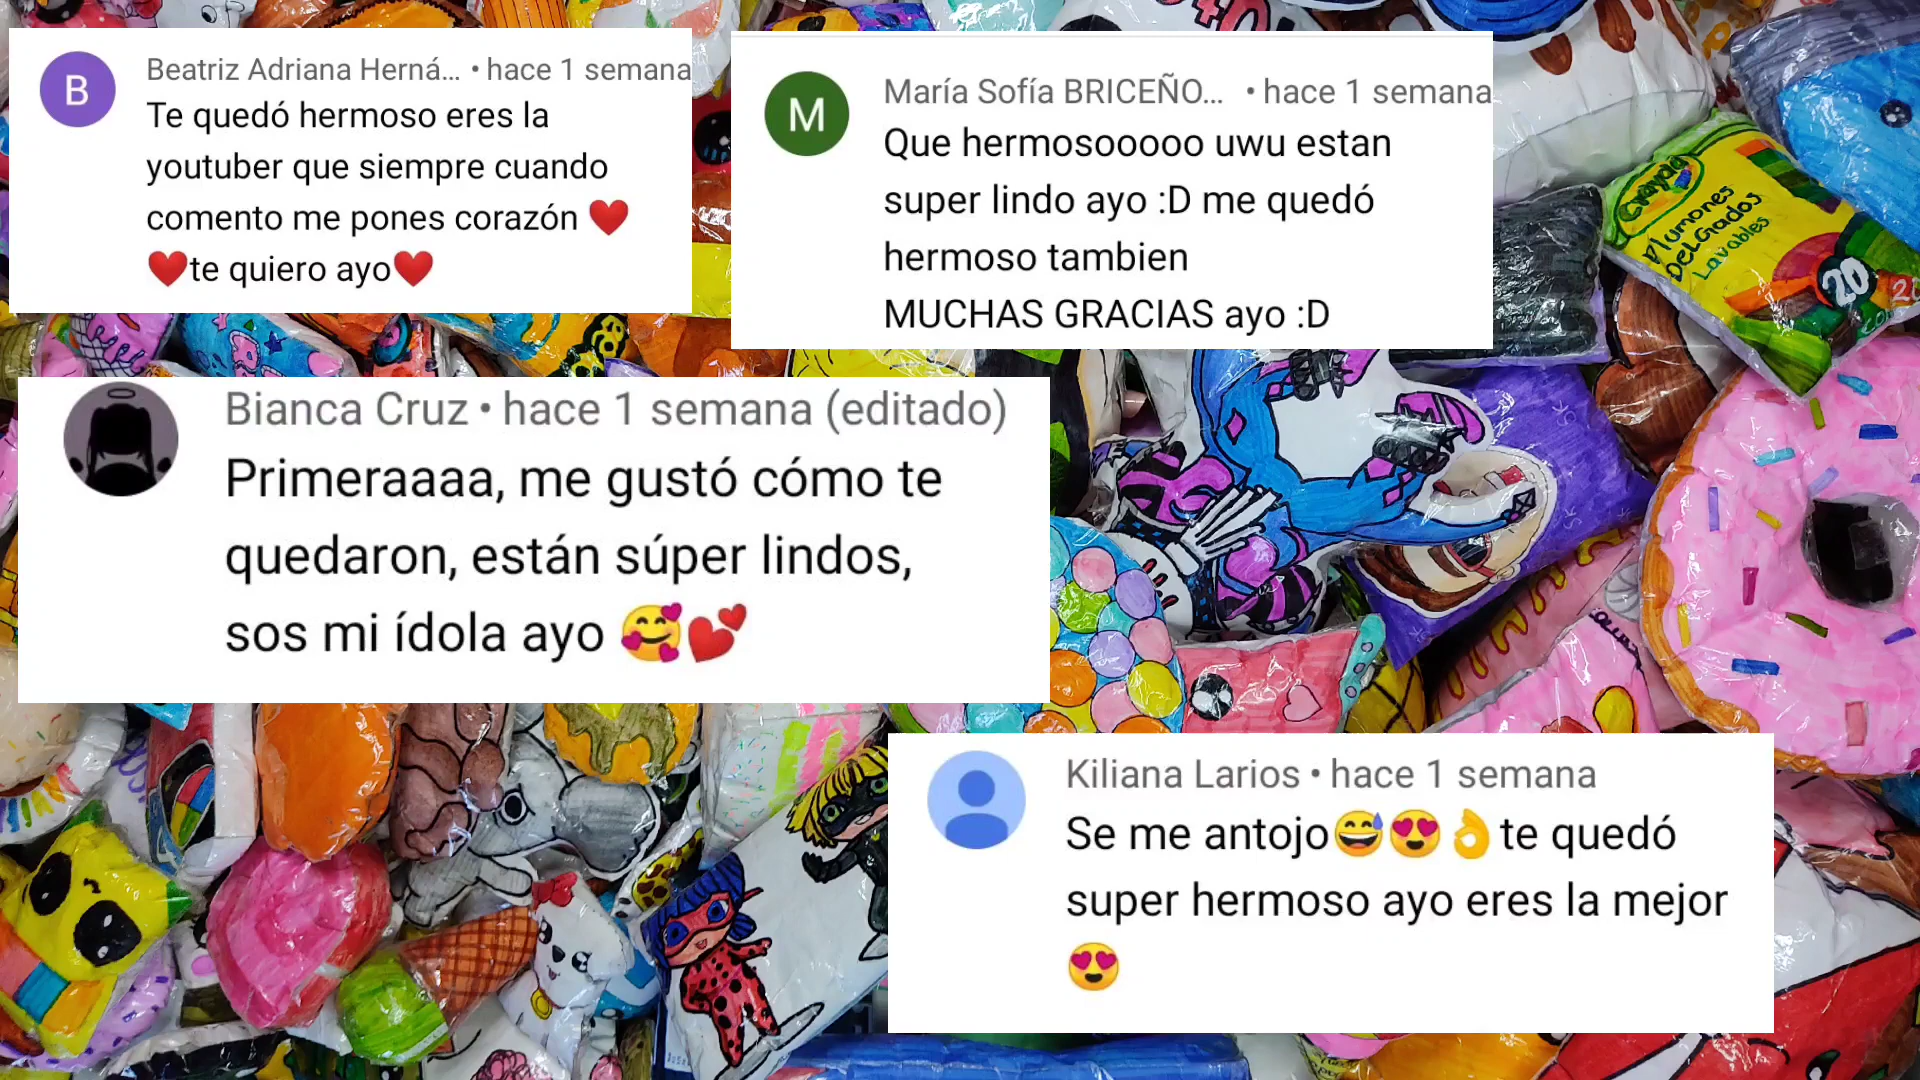 B
Beatriz Adriana Herná... • hace 1 semana
Te quedó hermoso eres la
youtuber que siempre cuando
comento me pones corazón ❤️
❤️te quiero ayo❤️
M
María Sofía BRICEÑO... • hace 1 semana
Que hermosooooo uwu estan
super lindo ayo :D me quedó
hermoso tambien
MUCHAS GRACIAS ayo :D
Bianca Cruz • hace 1 semana (editado)
Primeraaaa, me gustó cómo te
quedaron, están súper lindos,
sos mi ídola ayo 🥰💕
Kiliana Larios • hace 1 semana
Se me antojo😅😍👌te quedó
super hermoso ayo eres la mejor
😍
Crayola
Plumones
DelGados
Lavables
20